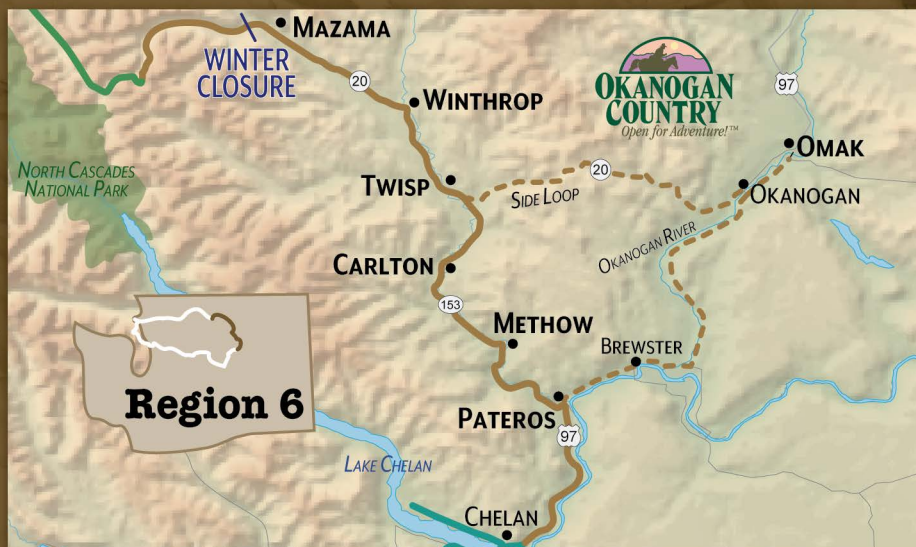 MAZAMA
WINTER
CLOSURE
20
WINTHROP
OKANOGAN
COUNTRY
Open for Adventure!™
97
OMAK
NORTH CASCADES
NATIONAL PARK
TWISP
SIDE LOOP
20
OKANOGAN
OKANOGAN RIVER
CARLTON
153
METHOW
BREWSTER
Region 6
PATEROS
97
LAKE CHELAN
CHELAN